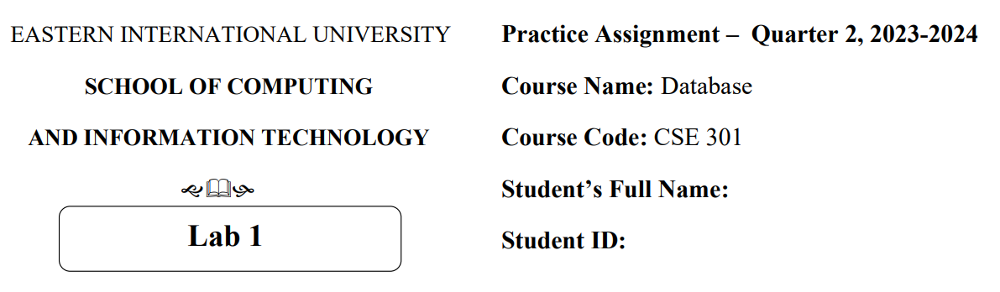 EASTERN INTERNATIONAL UNIVERSITY
SCHOOL OF COMPUTING
AND INFORMATION TECHNOLOGY
Lab 1
Practice Assignment – Quarter 2, 2023-2024
Course Name: Database
Course Code: CSE 301
Student’s Full Name:
Student ID: